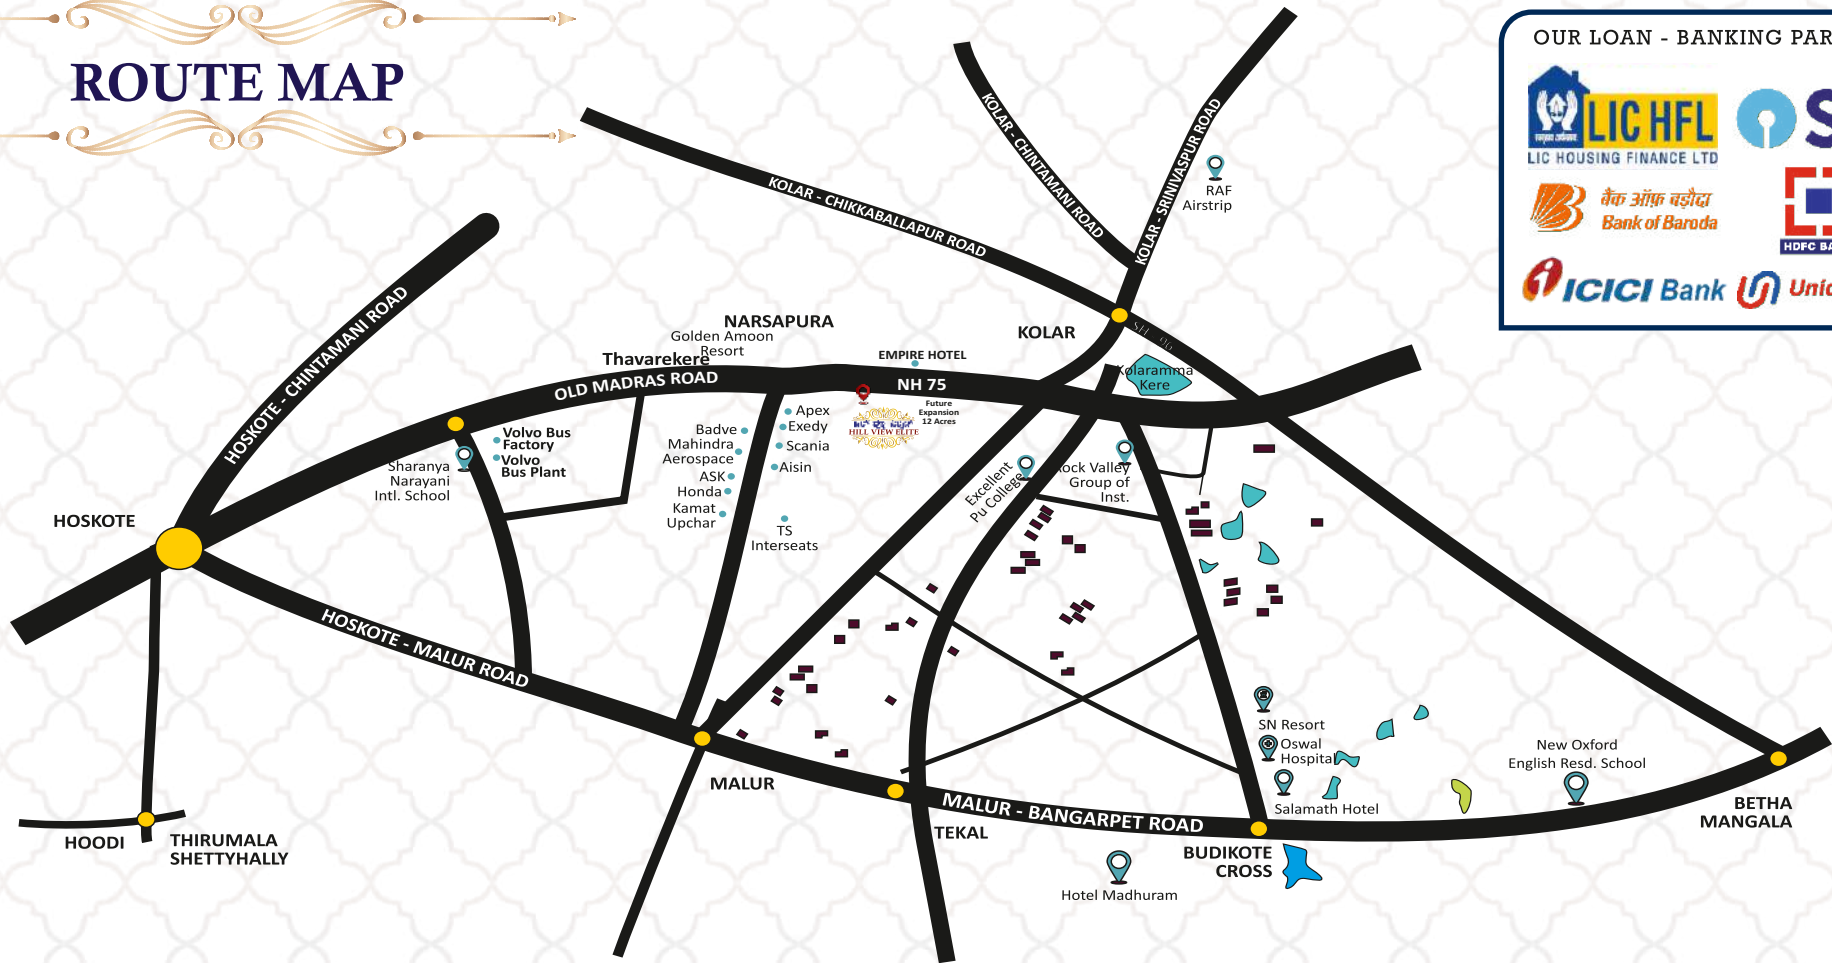 ROUTE MAP
OUR LOAN - BANKING PAR
LIC HFL
LIC HOUSING FINANCE LTD
बैंक ऑफ़ बड़ौदा
Bank of Baroda
HDFC BA
ICICI Bank
Unio
KOLAR - CHINTAMANI ROAD
KOLAR - SRINIVASPUR ROAD
RAF
Airstrip
KOLAR - CHIKKABALLAPUR ROAD
HOSKOTE - CHINTAMANI ROAD
NARSAPURA
Golden Amoon
Resort
Thavarekere
OLD MADRAS ROAD
EMPIRE HOTEL
NH 75
KOLAR
SH - 96
Kolaramma
Kere
Future
Expansion
12 Acres
HILL VIEW ELITE
Volvo Bus
Factory
Volvo
Bus Plant
Sharanya
Narayani
Intl. School
Badve
Mahindra
Aerospace
ASK
Honda
Kamat
Upchar
Apex
Exedy
Scania
Aisin
TS
Interseats
Excellent
Pu College
Rock Valley
Group of
Inst.
HOSKOTE
HOSKOTE - MALUR ROAD
MALUR
MALUR - BANGARPET ROAD
TEKAL
SN Resort
Oswal
Hospital
Salamath Hotel
New Oxford
English Resd. School
BETHA
MANGALA
BUDIKOTE
CROSS
Hotel Madhuram
HOODI
THIRUMALA
SHETTYHALLY